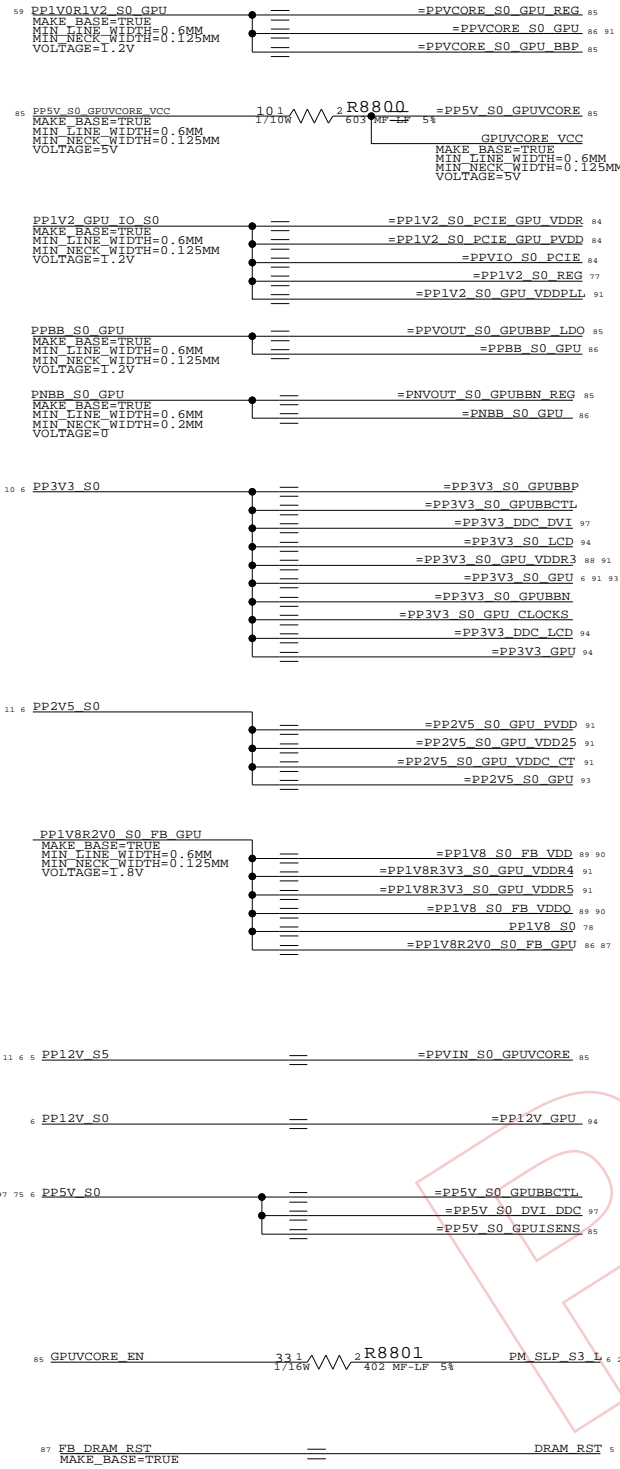 59 PP1V0R1V2_S0_GPU =PPVCORE_S0_GPU_REG 85
MAKE_BASE=TRUE
MIN_LINE_WIDTH=0.6MM =PPVCORE_S0_GPU 86 91
MIN_NECK_WIDTH=0.125MM
VOLTAGE=1.2V =PPVCORE_S0_GPU_BBP 85
85 PP5V_S0_GPUVCORE_VCC 10 1 2 R8800 =PP5V_S0_GPUVCORE 85
MAKE_BASE=TRUE 1/10W 603 MF-LF 5%
MIN_LINE_WIDTH=0.6MM
MIN_NECK_WIDTH=0.125MM GPUVCORE_VCC
VOLTAGE=5V MAKE_BASE=TRUE
MIN_LINE_WIDTH=0.6MM
MIN_NECK_WIDTH=0.125MM
VOLTAGE=5V
PP1V2_GPU_IO_S0 =PP1V2_S0_PCIE_GPU_VDDR 84
MAKE_BASE=TRUE
MIN_LINE_WIDTH=0.6MM =PP1V2_S0_PCIE_GPU_PVDD 84
MIN_NECK_WIDTH=0.125MM
VOLTAGE=1.2V =PPVIO_S0_PCIE 84
=PP1V2_S0_REG 77
=PP1V2_S0_GPU_VDDPLL 91
PPBB_S0_GPU =PPVOUT_S0_GPUBBP_LDO 85
MAKE_BASE=TRUE
MIN_LINE_WIDTH=0.6MM =PPBB_S0_GPU 86
MIN_NECK_WIDTH=0.125MM
VOLTAGE=1.2V
PNBB_S0_GPU =PNVOUT_S0_GPUBBN_REG 85
MAKE_BASE=TRUE
MIN_LINE_WIDTH=0.6MM =PNBB_S0_GPU 86
MIN_NECK_WIDTH=0.2MM
VOLTAGE=0
10 6 PP3V3_S0 =PP3V3_S0_GPUBBP
=PP3V3_S0_GPUBBCTL
=PP3V3_DDC_DVI 97
=PP3V3_S0_LCD 94
=PP3V3_S0_GPU_VDDR3 88 91
=PP3V3_S0_GPU 6 91 93
=PP3V3_S0_GPUBBN
=PP3V3_S0_GPU_CLOCKS
=PP3V3_DDC_LCD 94
=PP3V3_GPU 94
11 6 PP2V5_S0
=PP2V5_S0_GPU_PVDD 91
=PP2V5_S0_GPU_VDD25 91
=PP2V5_S0_GPU_VDDC_CT 91
=PP2V5_S0_GPU 93
PP1V8R2V0_S0_FB_GPU
MAKE_BASE=TRUE
MIN_LINE_WIDTH=0.6MM =PP1V8_S0_FB_VDD 89 90
MIN_NECK_WIDTH=0.125MM
VOLTAGE=1.8V =PP1V8R3V3_S0_GPU_VDDR4 91
=PP1V8R3V3_S0_GPU_VDDR5 91
=PP1V8_S0_FB_VDDQ 89 90
PP1V8_S0 78
=PP1V8R2V0_S0_FB_GPU 86 87
11 6 5 PP12V_S5 =PPVIN_S0_GPUVCORE 85
6 PP12V_S0 =PP12V_GPU 94
97 75 6 PP5V_S0 =PP5V_S0_GPUBBCTL
=PP5V_S0_DVI_DDC 97
=PP5V_S0_GPUISENS 85
85 GPUVCORE_EN 33 1 2 R8801 PM_SLP_S3_L 6
1/16W 402 MF-LF 5%
87 FB_DRAM_RST DRAM_RST 5
MAKE_BASE=TRUE